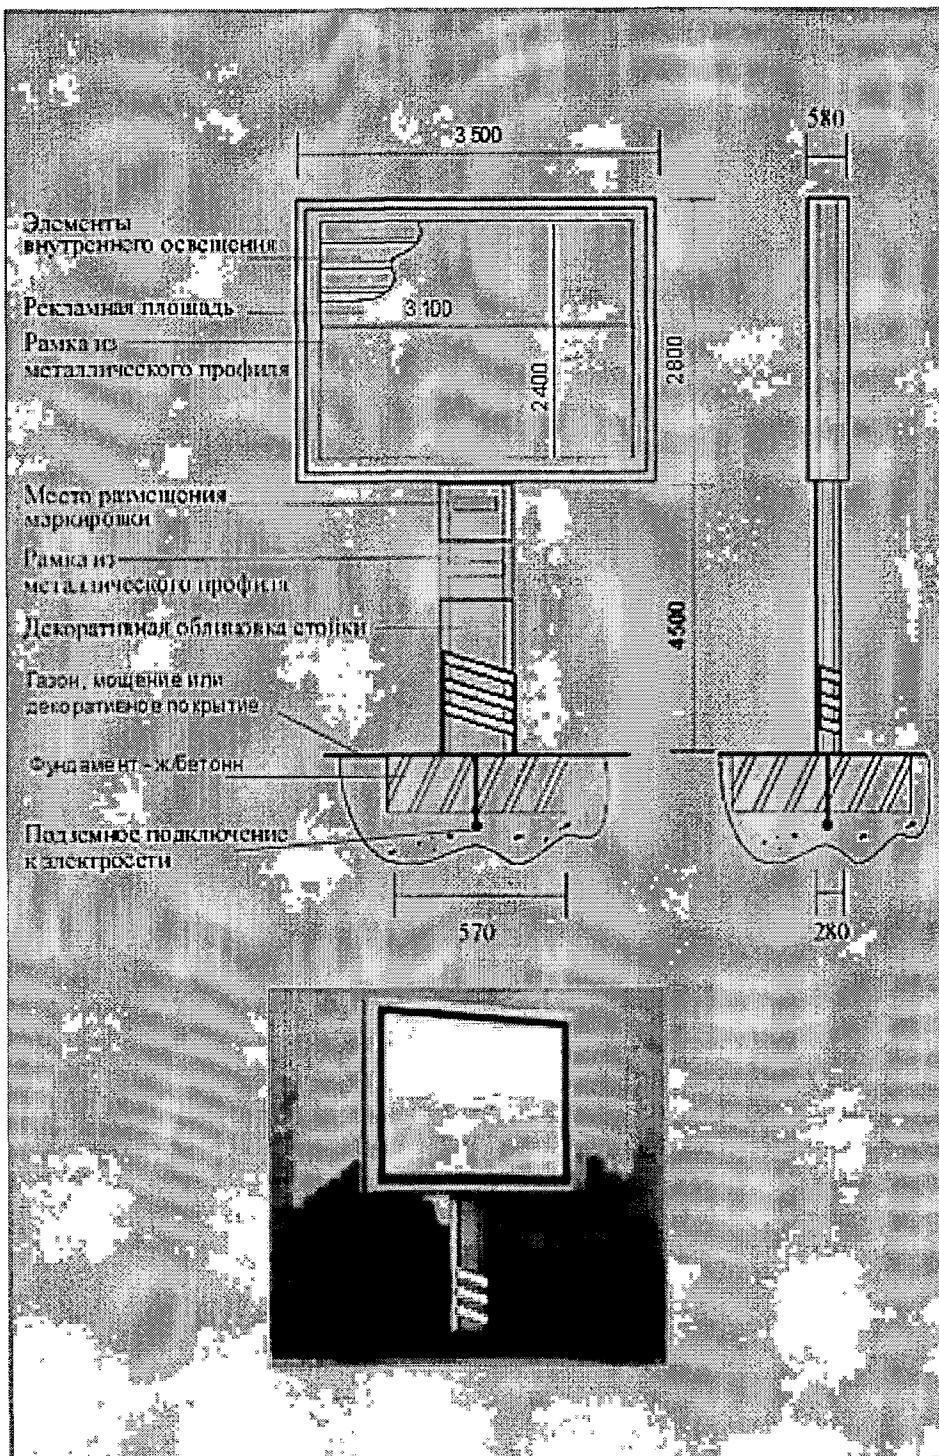 580
3 500
Элементы
внутреннего освещения
Рекламная площадь
3 100
Рамка из
металлического профиля
2 400
2800
Место размещения
маркировки
Рамка из
металлического профиля
Декоративная облицовка стойки
4500
Газон, мощение или
декоративное покрытие
Фундамент - ж/бетонн
Подземное подключение
к электросети
570
280